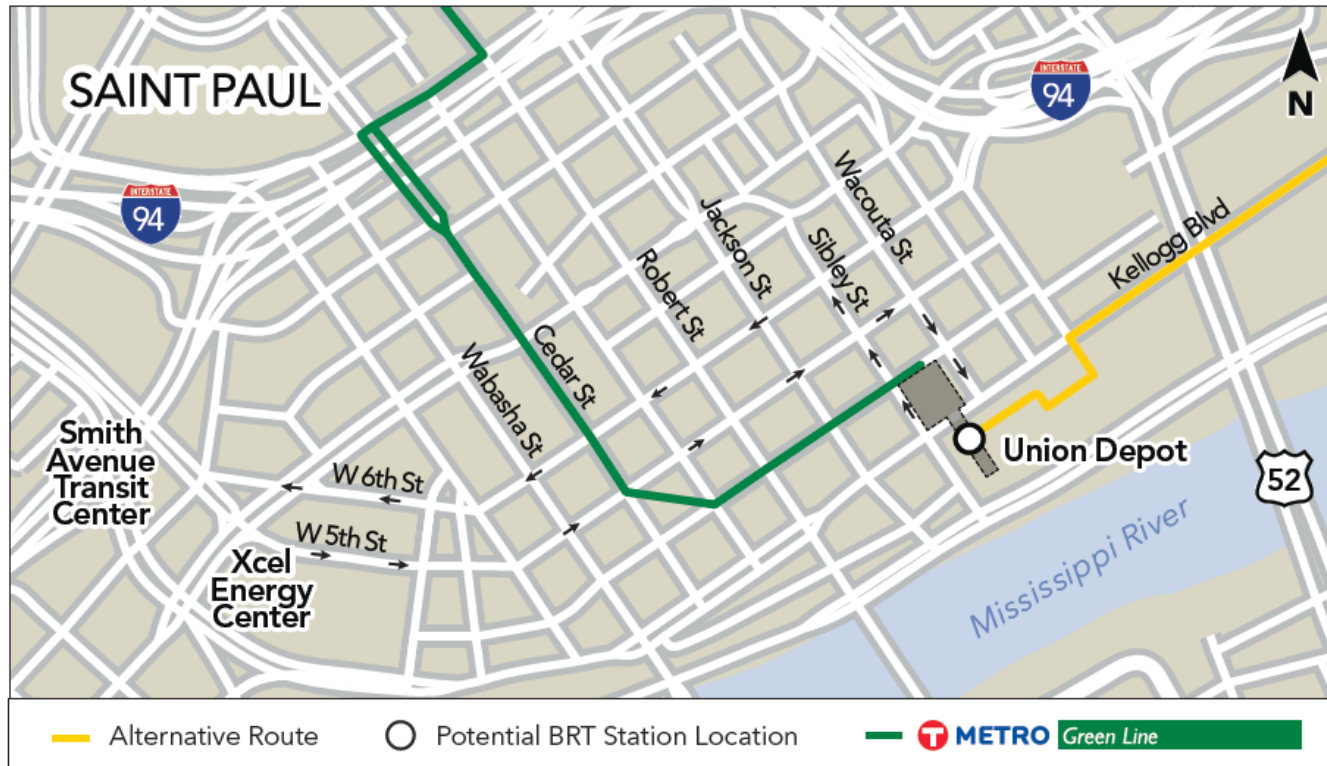 SAINT PAUL
INTERSTATE
94
INTERSTATE
94
N
Wacouta St
Jackson St
Sibley St
Robert St
Kellogg Blvd
Cedar St
Wabasha St
Smith
Avenue
Transit
Center
Union Depot
W 6th St
52
W 5th St
Xcel
Energy
Center
Mississippi River
Alternative Route
Potential BRT Station Location
T METRO Green Line